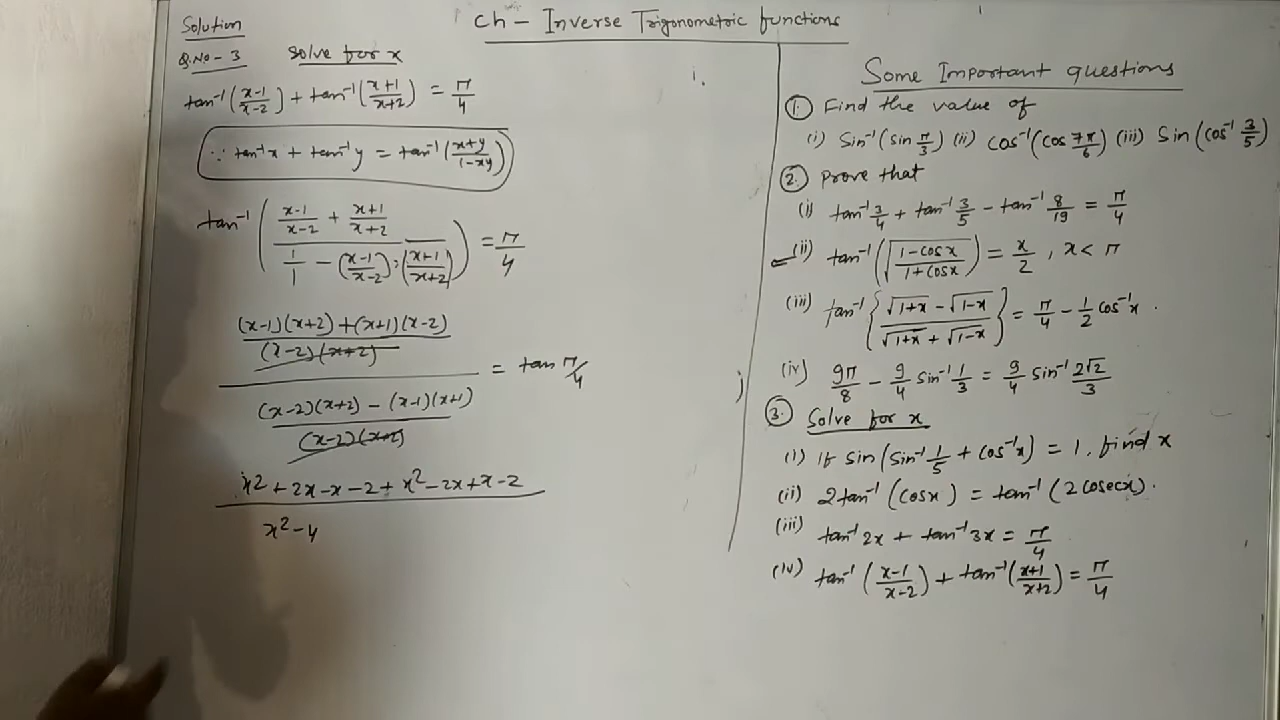 Ch - Inverse Trigonometric functions
Solution
Q.No - 3 Solve for x
tan⁻¹((x-1)/(x-2)) + tan⁻¹((x+1)/(x+2)) = π/4
∵ tan⁻¹x + tan⁻¹y = tan⁻¹((x+y)/(1-xy))
tan⁻¹(((x-1)/(x-2) + (x+1)/(x+2))/(1/1 - ((x-1)/(x-2))·((x+1)/(x+2)))) = π/4
(((x-1)(x+2) + (x+1)(x-2))/((x-2)(x+2)))/(((x-2)(x+2) - (x-1)(x+1))/((x-2)(x+2))) = tan π/4
x² + 2x - x - 2 + x² - 2x + x - 2
x² - 4
Some Important questions
1. Find the value of
(i) Sin⁻¹(sin π/3) (ii) cos⁻¹(cos 7π/6) (iii) Sin(cos⁻¹ 3/5)
2. Prove that
(i) tan⁻¹ 3/4 + tan⁻¹ 3/5 - tan⁻¹ 8/19 = π/4
(ii) tan⁻¹(√((1-cosx)/(1+cosx))) = x/2, x < π
(iii) tan⁻¹{(√(1+x) - √(1-x))/(√(1+x) + √(1-x))} = π/4 - 1/2 cos⁻¹x.
(iv) 9π/8 - 9/4 sin⁻¹ 1/3 = 9/4 sin⁻¹ 2√2/3
3. Solve for x
(i) If sin(sin⁻¹ 1/5 + cos⁻¹x) = 1, find x
(ii) 2tan⁻¹(cosx) = tan⁻¹(2cosecx).
(iii) tan⁻¹2x + tan⁻¹3x = π/4
(iv) tan⁻¹((x-1)/(x-2)) + tan⁻¹((x+1)/(x+2)) = π/4